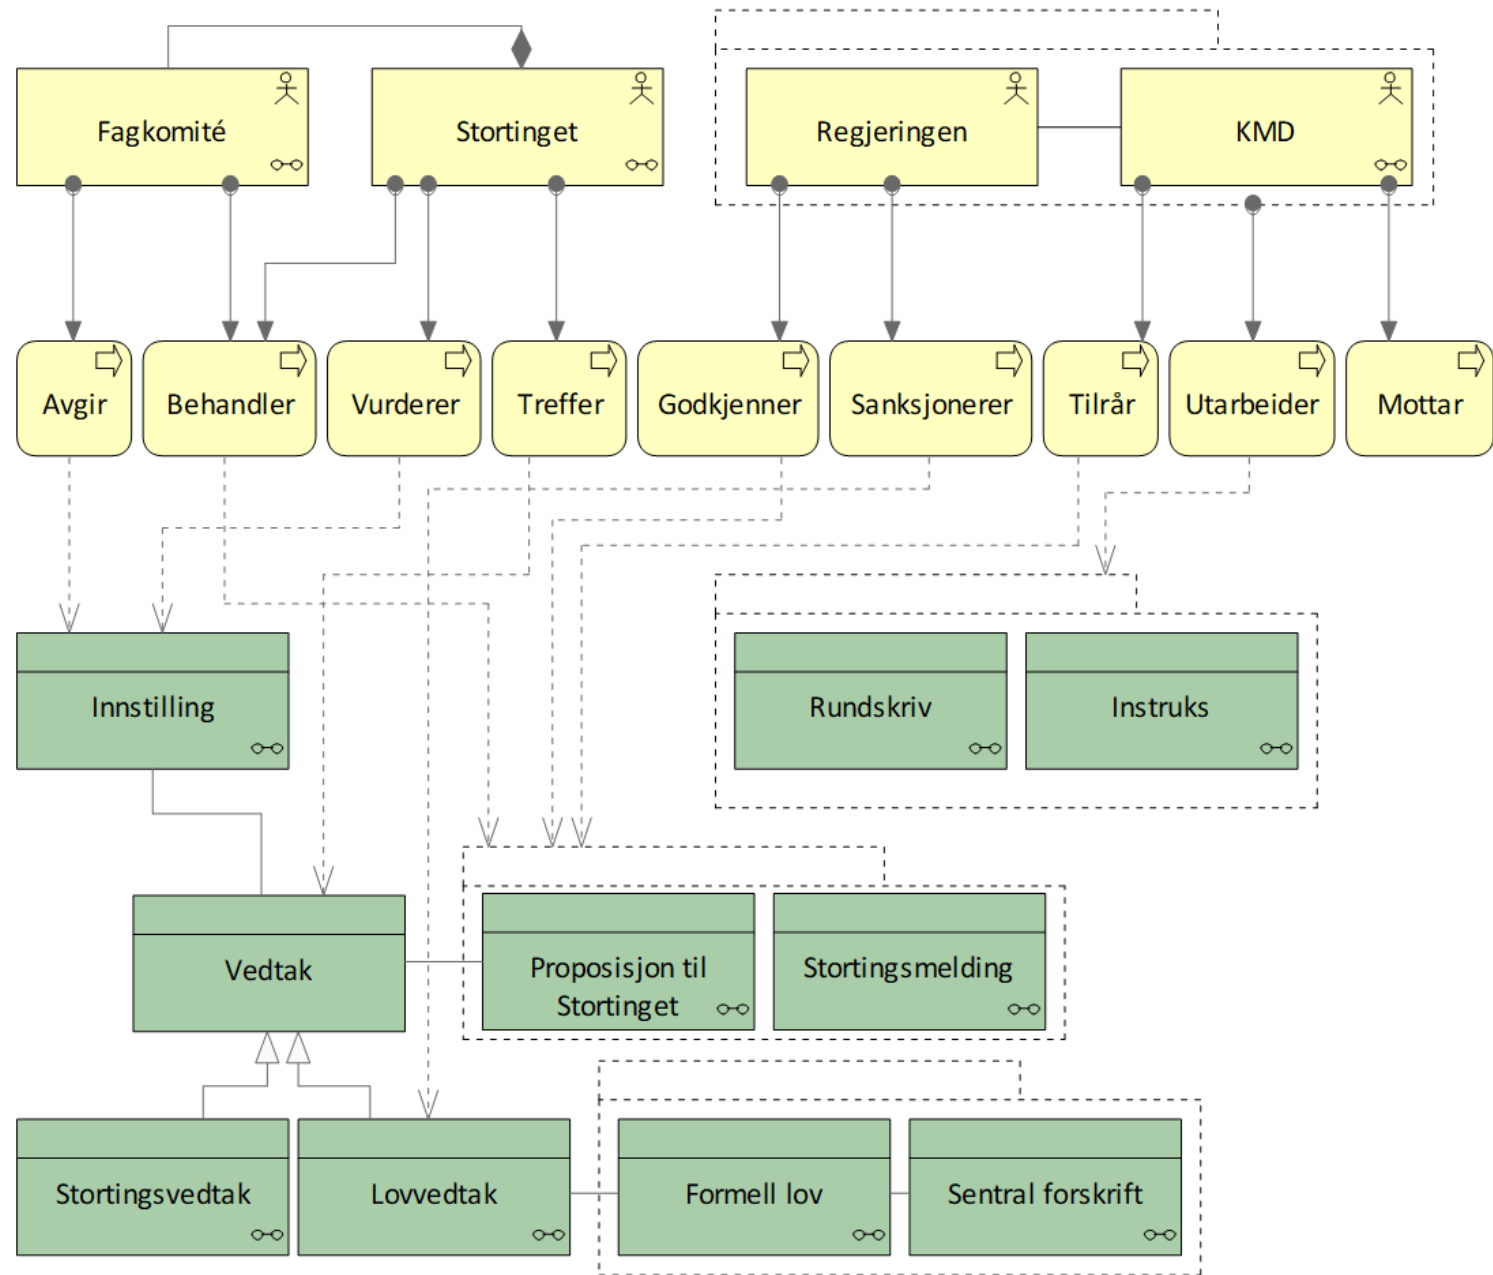 Fagkomité
Stortinget
Regjeringen
KMD
Avgir
Behandler
Vurderer
Treffer
Godkjenner
Sanksjonerer
Tilrår
Utarbeider
Mottar
Innstilling
Rundskriv
Instruks
Vedtak
Proposisjon til
Stortinget
Stortingsmelding
Stortingsvedtak
Lovvedtak
Formell lov
Sentral forskrift